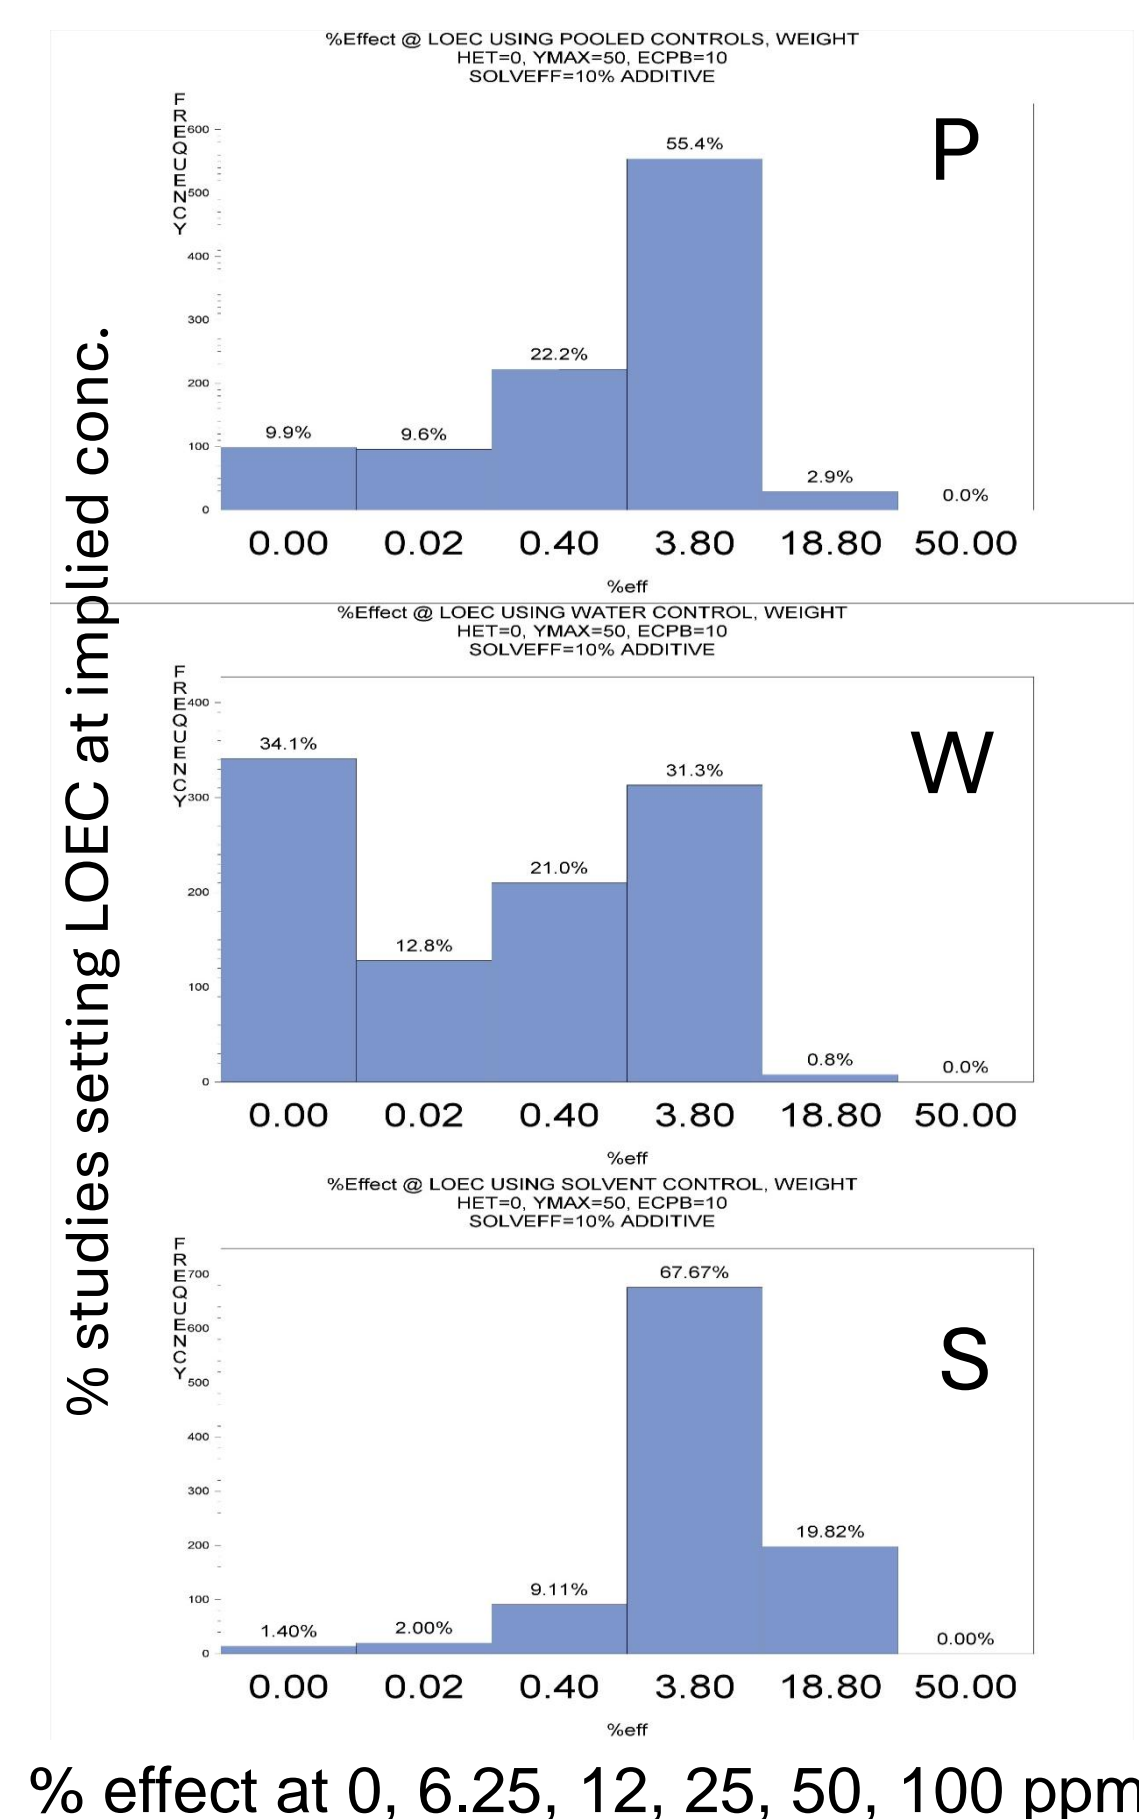 % studies setting LOEC at implied conc.
%Effect @ LOEC USING POOLED CONTROLS, WEIGHT
HET=0, YMAX=50, ECPB=10
SOLVEFF=10% ADDITIVE
FREQUENCY
600
500
400
300
200
100
0
P
9.9%
9.6%
22.2%
55.4%
2.9%
0.0%
0.00 0.02 0.40 3.80 18.80 50.00
%eff
%Effect @ LOEC USING WATER CONTROL, WEIGHT
HET=0, YMAX=50, ECPB=10
SOLVEFF=10% ADDITIVE
FREQUENCY
400
300
200
100
0
W
34.1%
12.8%
21.0%
31.3%
0.8%
0.0%
0.00 0.02 0.40 3.80 18.80 50.00
%eff
%Effect @ LOEC USING SOLVENT CONTROL, WEIGHT
HET=0, YMAX=50, ECPB=10
SOLVEFF=10% ADDITIVE
FREQUENCY
700
600
500
400
300
200
100
0
S
1.40%
2.00%
9.11%
67.67%
19.82%
0.00%
0.00 0.02 0.40 3.80 18.80 50.00
%eff
% effect at 0, 6.25, 12, 25, 50, 100 ppm